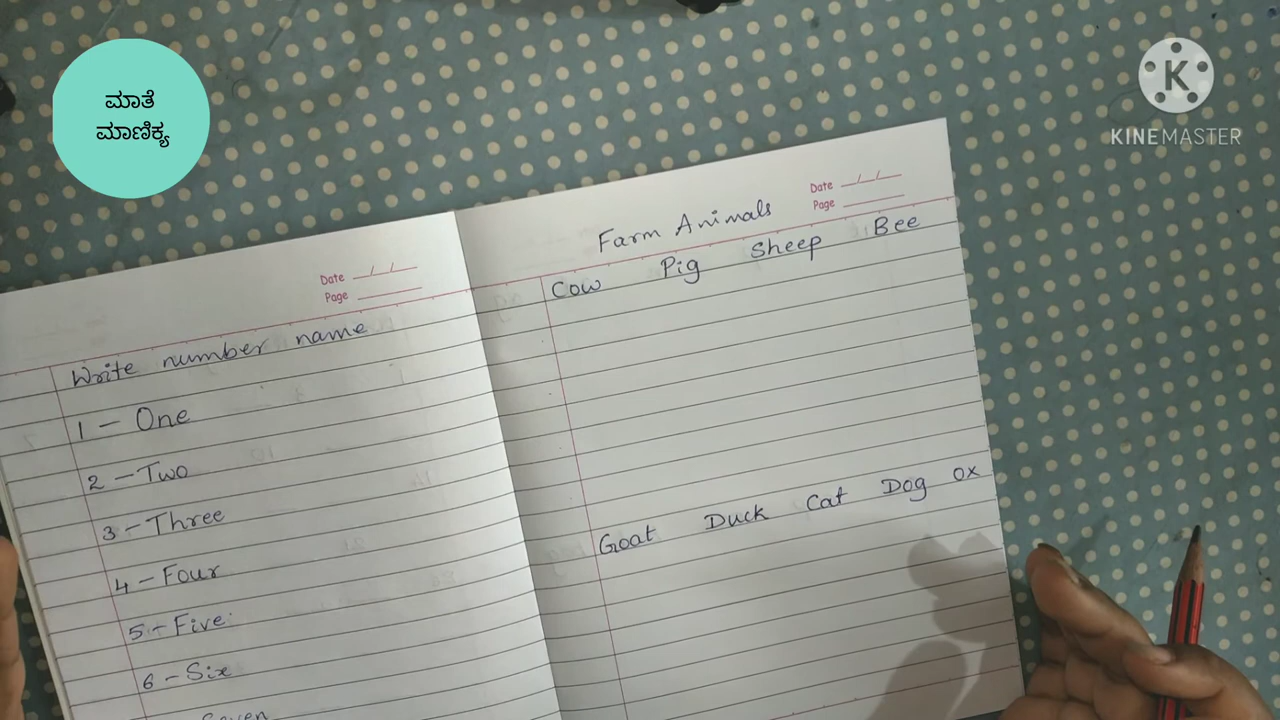 ಮಾತೆ
ಮಾಣಿಕ್ಯ
KINEMASTER
Date
Page
Write number name
1 - One
2 - Two
3 - Three
4 - Four
5 - Five
6 - Six
Seven
Date
Page
Farm Animals
Cow Pig Sheep Bee
Goat Duck Cat Dog OX